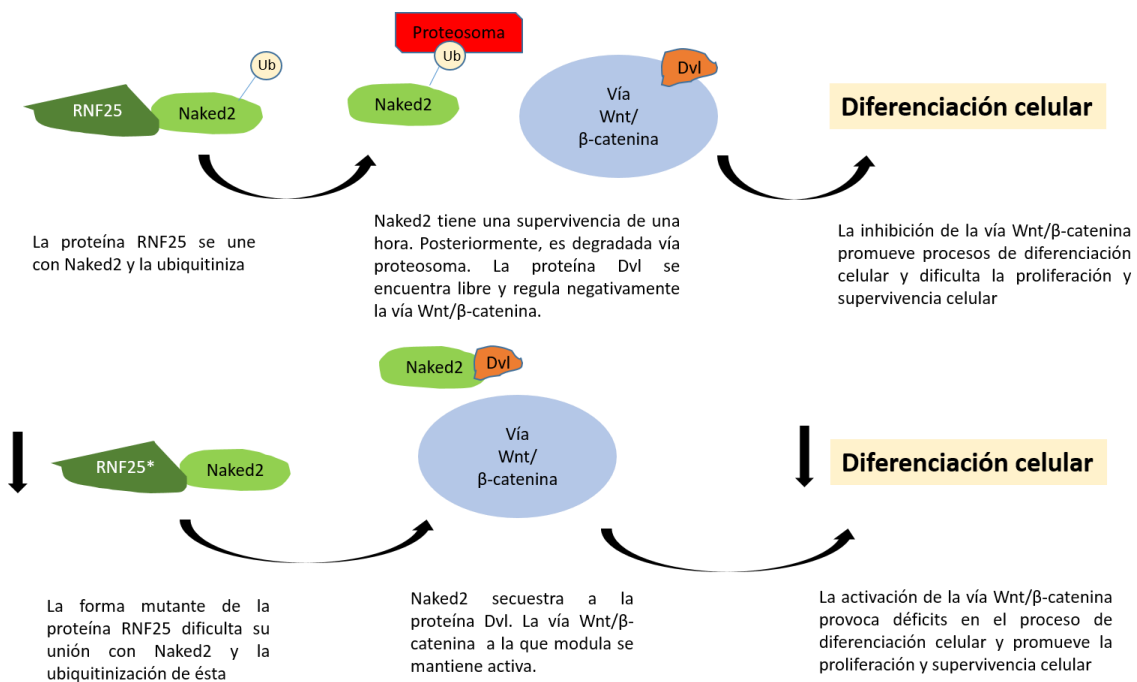 Proteosoma
Ub
Ub
RNF25
Naked2
Naked2
Dvl
Vía
Wnt/
β-catenina
Diferenciación celular
La proteína RNF25 se une
con Naked2 y la ubiquitiniza
Naked2 tiene una supervivencia de una
hora. Posteriormente, es degradada vía
proteosoma. La proteína Dvl se
encuentra libre y regula negativamente
la vía Wnt/β-catenina.
La inhibición de la vía Wnt/β-catenina
promueve procesos de diferenciación
celular y dificulta la proliferación y
supervivencia celular
Naked2
Dvl
RNF25*
Naked2
Vía
Wnt/
β-catenina
Diferenciación celular
La forma mutante de la
proteína RNF25 dificulta su
unión con Naked2 y la
ubiquitinización de ésta
Naked2 secuestra a la
proteína Dvl. La vía Wnt/β-
catenina a la que modula se
mantiene activa.
La activación de la vía Wnt/β-catenina
provoca déficits en el proceso de
diferenciación celular y promueve la
proliferación y supervivencia celular